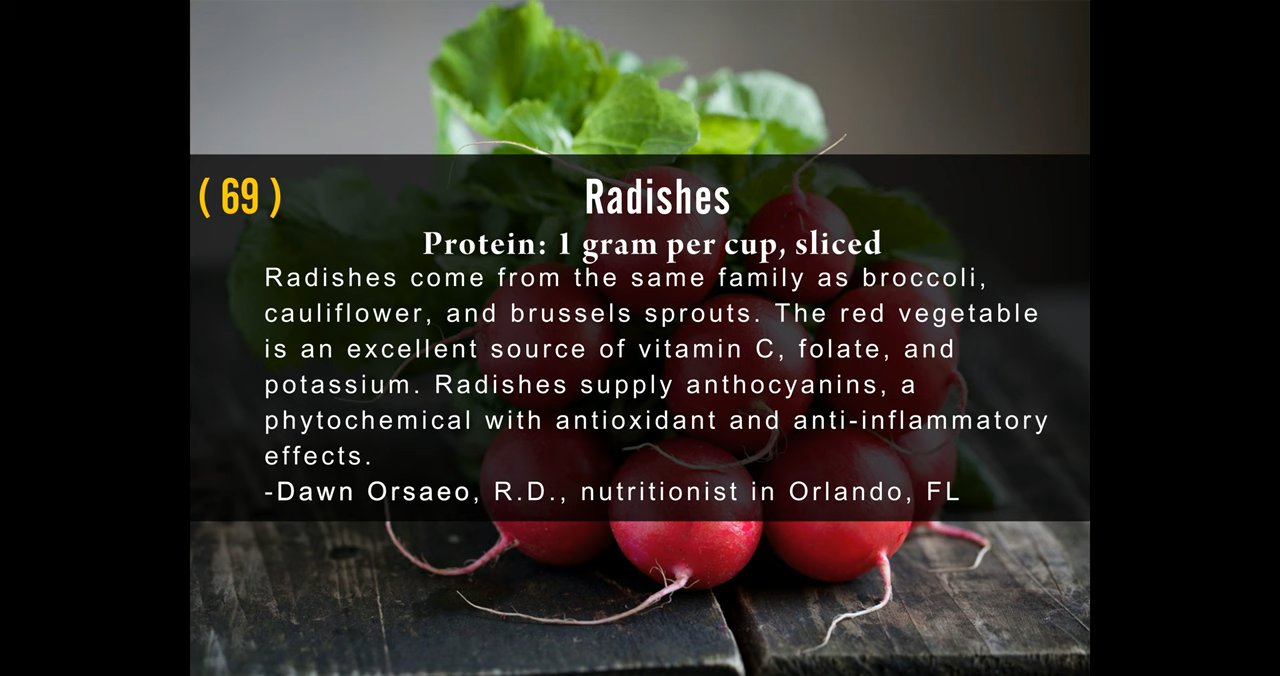 ( 69 )
Radishes
Protein: 1 gram per cup, sliced
Radishes come from the same family as broccoli,
cauliflower, and brussels sprouts. The red vegetable
is an excellent source of vitamin C, folate, and
potassium. Radishes supply anthocyanins, a
phytochemical with antioxidant and anti-inflammatory
effects.
-Dawn Orsaeo, R.D., nutritionist in Orlando, FL